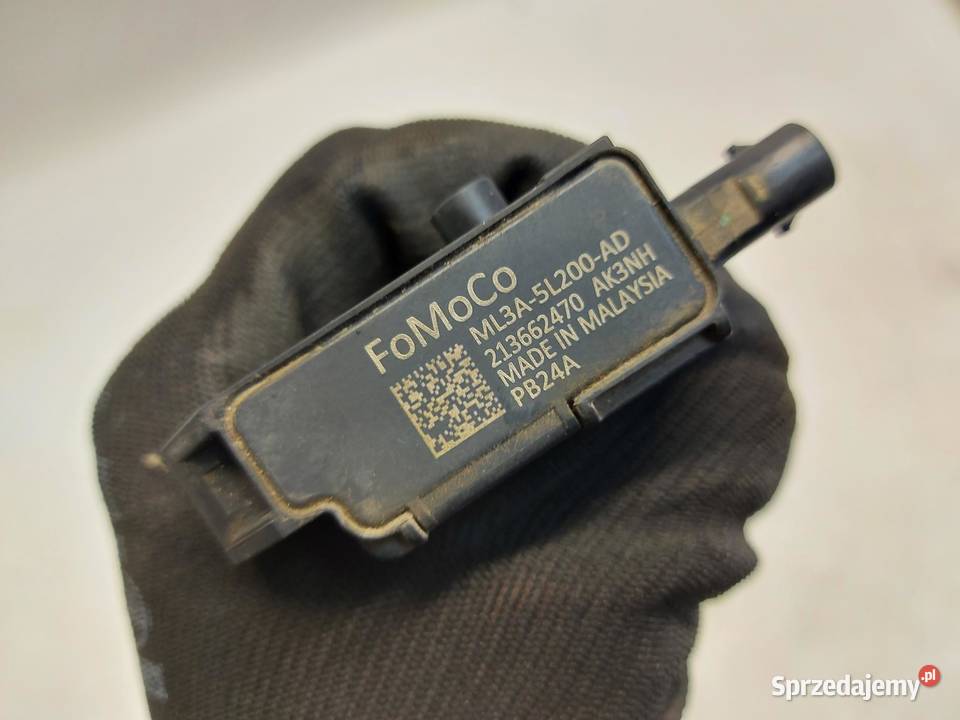 FoMoCo
ML3A-5L200-AD
213662470 AK3NH
MADE IN MALAYSIA
PB24A
Sprzedajemy.pl